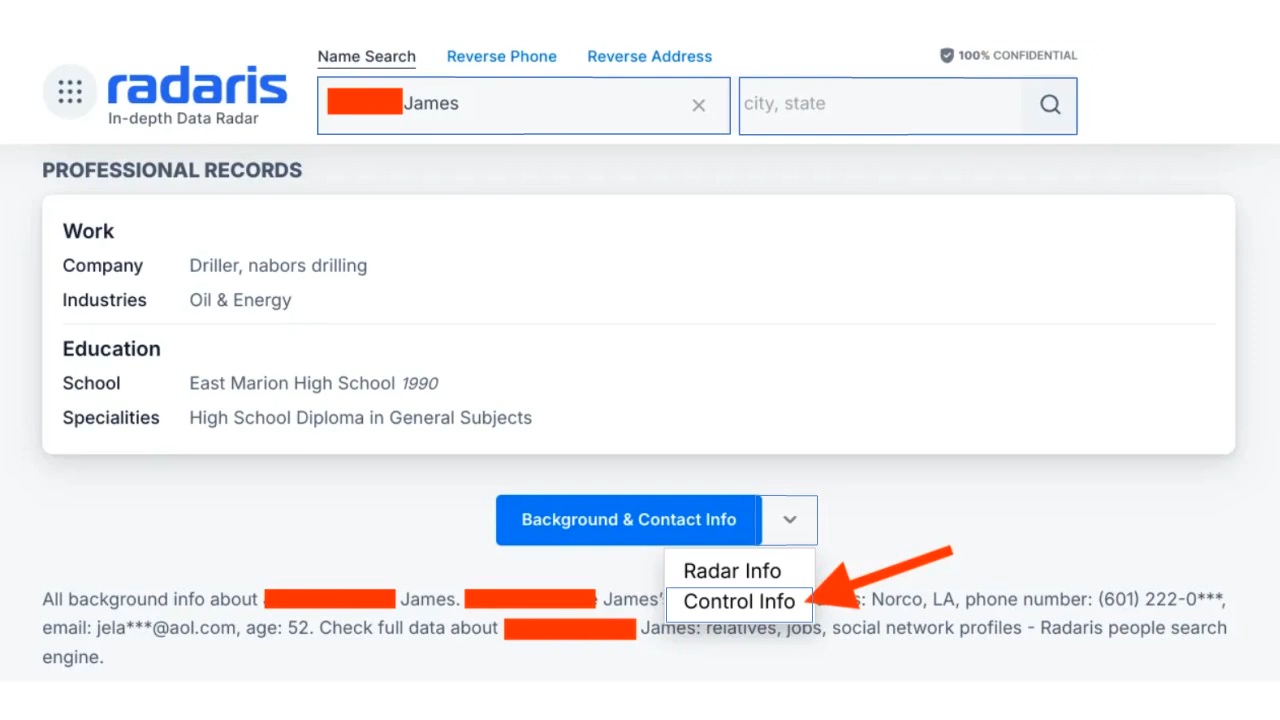 Name Search Reverse Phone Reverse Address 100% CONFIDENTIAL
radaris
In-depth Data Radar
James
city, state
PROFESSIONAL RECORDS
Work
Company Driller, nabors drilling
Industries Oil & Energy
Education
School East Marion High School 1990
Specialities High School Diploma in General Subjects
Background & Contact Info
Radar Info
Control Info
All background info about James. James' : Norco, LA, phone number: (601) 222-0***,
email: jela***@aol.com, age: 52. Check full data about James: relatives, jobs, social network profiles - Radaris people search
engine.